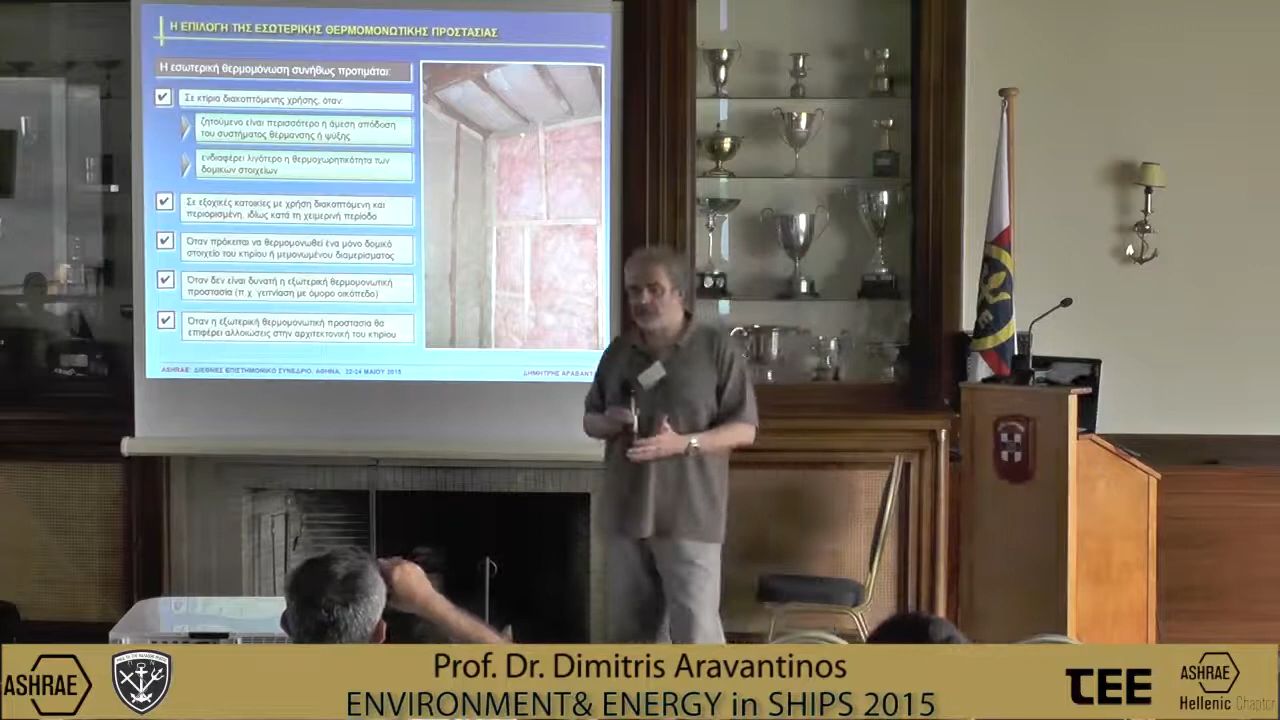 Η ΕΠΙΛΟΓΗ ΤΗΣ ΕΣΩΤΕΡΙΚΗΣ ΘΕΡΜΟΜΟΝΩΤΙΚΗΣ ΠΡΟΣΤΑΣΙΑΣ
Η εσωτερική θερμομόνωση συνήθως προτιμάται:
Σε κτίρια διακοπτόμενης χρήσης, όταν:
ζητούμενο είναι περισσότερο η άμεση απόδοση
του συστήματος θέρμανσης ή ψύξης
ενδιαφέρει λιγότερο η θερμοχωρητικότητα των
δομικών στοιχείων
Σε εξοχικές κατοικίες με χρήση διακοπτόμενη και
περιορισμένη, ιδίως κατά τη χειμερινή περίοδο
Όταν πρόκειται να θερμομονωθεί ένα μόνο δομικό
στοιχείο του κτιρίου ή μεμονωμένου διαμερίσματος
Όταν δεν είναι δυνατή η εξωτερική θερμομονωτική
προστασία (π.χ. γειτνίαση με όμορο οικόπεδο)
Όταν η εξωτερική θερμομονωτική προστασία θα
επιφέρει αλλοιώσεις στην αρχιτεκτονική του κτιρίου
ASHRAE: ΔΙΕΘΝΕΣ ΕΠΙΣΤΗΜΟΝΙΚΟ ΣΥΝΕΔΡΙΟ, ΑΘΗΝΑ, 22-24 ΜΑΪΟΥ 2015
ΔΗΜΗΤΡΗΣ ΑΡΑΒΑΝΤ
Prof. Dr. Dimitris Aravantinos
ENVIRONMENT& ENERGY in SHIPS 2015
ASHRAE
TEE
ASHRAE
Hellenic Chapter